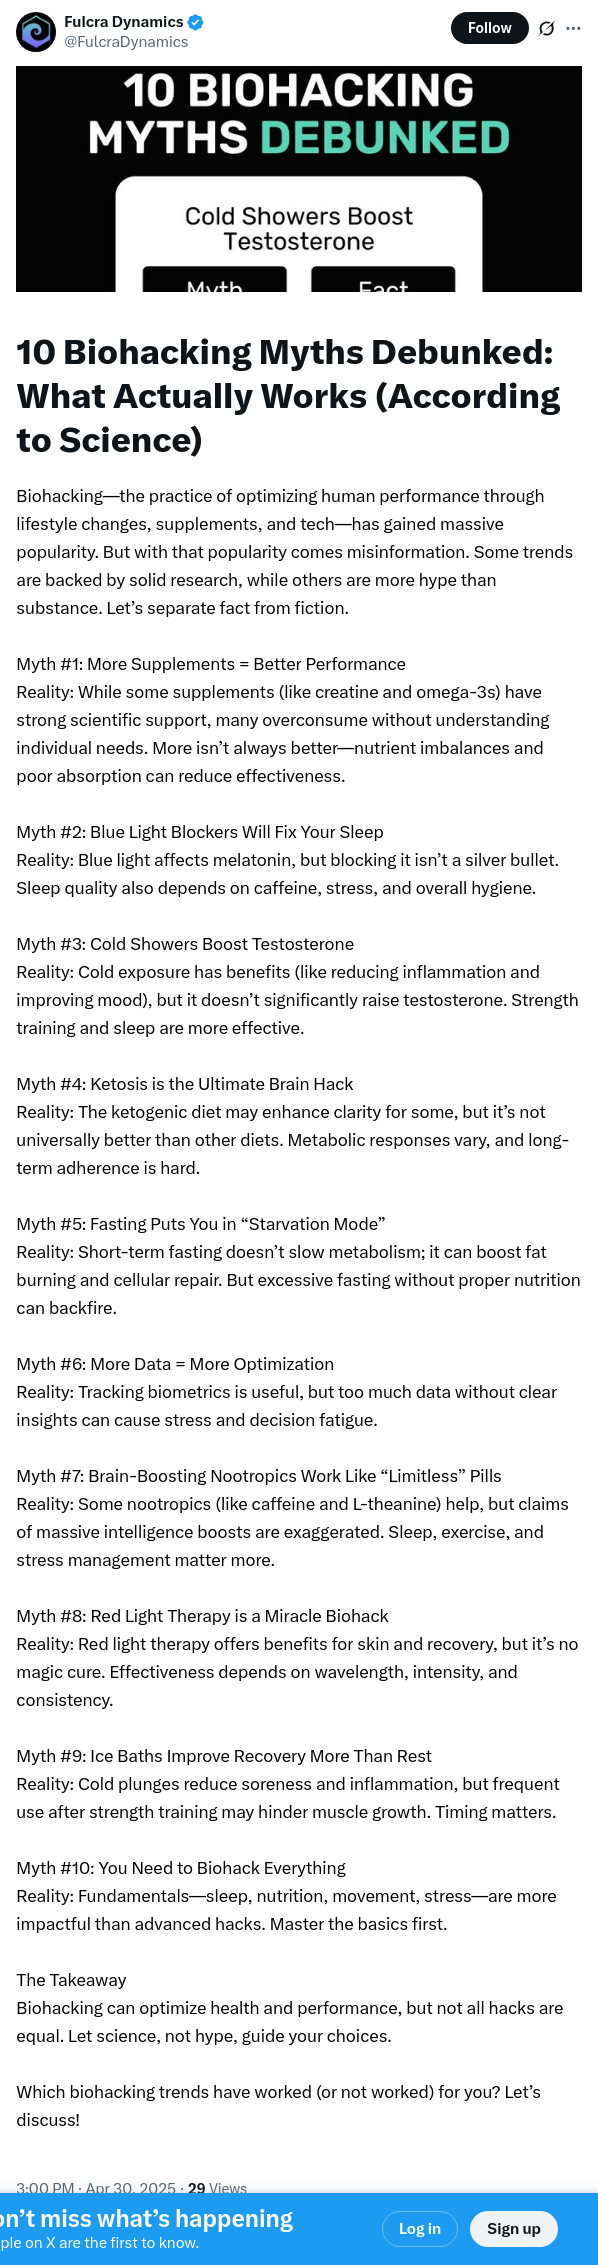 Fulcra Dynamics
@FulcraDynamics
Follow
10 BIOHACKING
MYTHS DEBUNKED
Cold Showers Boost
Testosterone
Myth Fact
10 Biohacking Myths Debunked:
What Actually Works (According
to Science)
Biohacking—the practice of optimizing human performance through
lifestyle changes, supplements, and tech—has gained massive
popularity. But with that popularity comes misinformation. Some trends
are backed by solid research, while others are more hype than
substance. Let’s separate fact from fiction.
Myth #1: More Supplements = Better Performance
Reality: While some supplements (like creatine and omega-3s) have
strong scientific support, many overconsume without understanding
individual needs. More isn’t always better—nutrient imbalances and
poor absorption can reduce effectiveness.
Myth #2: Blue Light Blockers Will Fix Your Sleep
Reality: Blue light affects melatonin, but blocking it isn’t a silver bullet.
Sleep quality also depends on caffeine, stress, and overall hygiene.
Myth #3: Cold Showers Boost Testosterone
Reality: Cold exposure has benefits (like reducing inflammation and
improving mood), but it doesn’t significantly raise testosterone. Strength
training and sleep are more effective.
Myth #4: Ketosis is the Ultimate Brain Hack
Reality: The ketogenic diet may enhance clarity for some, but it’s not
universally better than other diets. Metabolic responses vary, and long-
term adherence is hard.
Myth #5: Fasting Puts You in “Starvation Mode”
Reality: Short-term fasting doesn’t slow metabolism; it can boost fat
burning and cellular repair. But excessive fasting without proper nutrition
can backfire.
Myth #6: More Data = More Optimization
Reality: Tracking biometrics is useful, but too much data without clear
insights can cause stress and decision fatigue.
Myth #7: Brain-Boosting Nootropics Work Like “Limitless” Pills
Reality: Some nootropics (like caffeine and L-theanine) help, but claims
of massive intelligence boosts are exaggerated. Sleep, exercise, and
stress management matter more.
Myth #8: Red Light Therapy is a Miracle Biohack
Reality: Red light therapy offers benefits for skin and recovery, but it’s no
magic cure. Effectiveness depends on wavelength, intensity, and
consistency.
Myth #9: Ice Baths Improve Recovery More Than Rest
Reality: Cold plunges reduce soreness and inflammation, but frequent
use after strength training may hinder muscle growth. Timing matters.
Myth #10: You Need to Biohack Everything
Reality: Fundamentals—sleep, nutrition, movement, stress—are more
impactful than advanced hacks. Master the basics first.
The Takeaway
Biohacking can optimize health and performance, but not all hacks are
equal. Let science, not hype, guide your choices.
Which biohacking trends have worked (or not worked) for you? Let’s
discuss!
3:00 PM · Apr 30, 2025 · 29 Views
on’t miss what’s happening
ple on X are the first to know.
Log in
Sign up